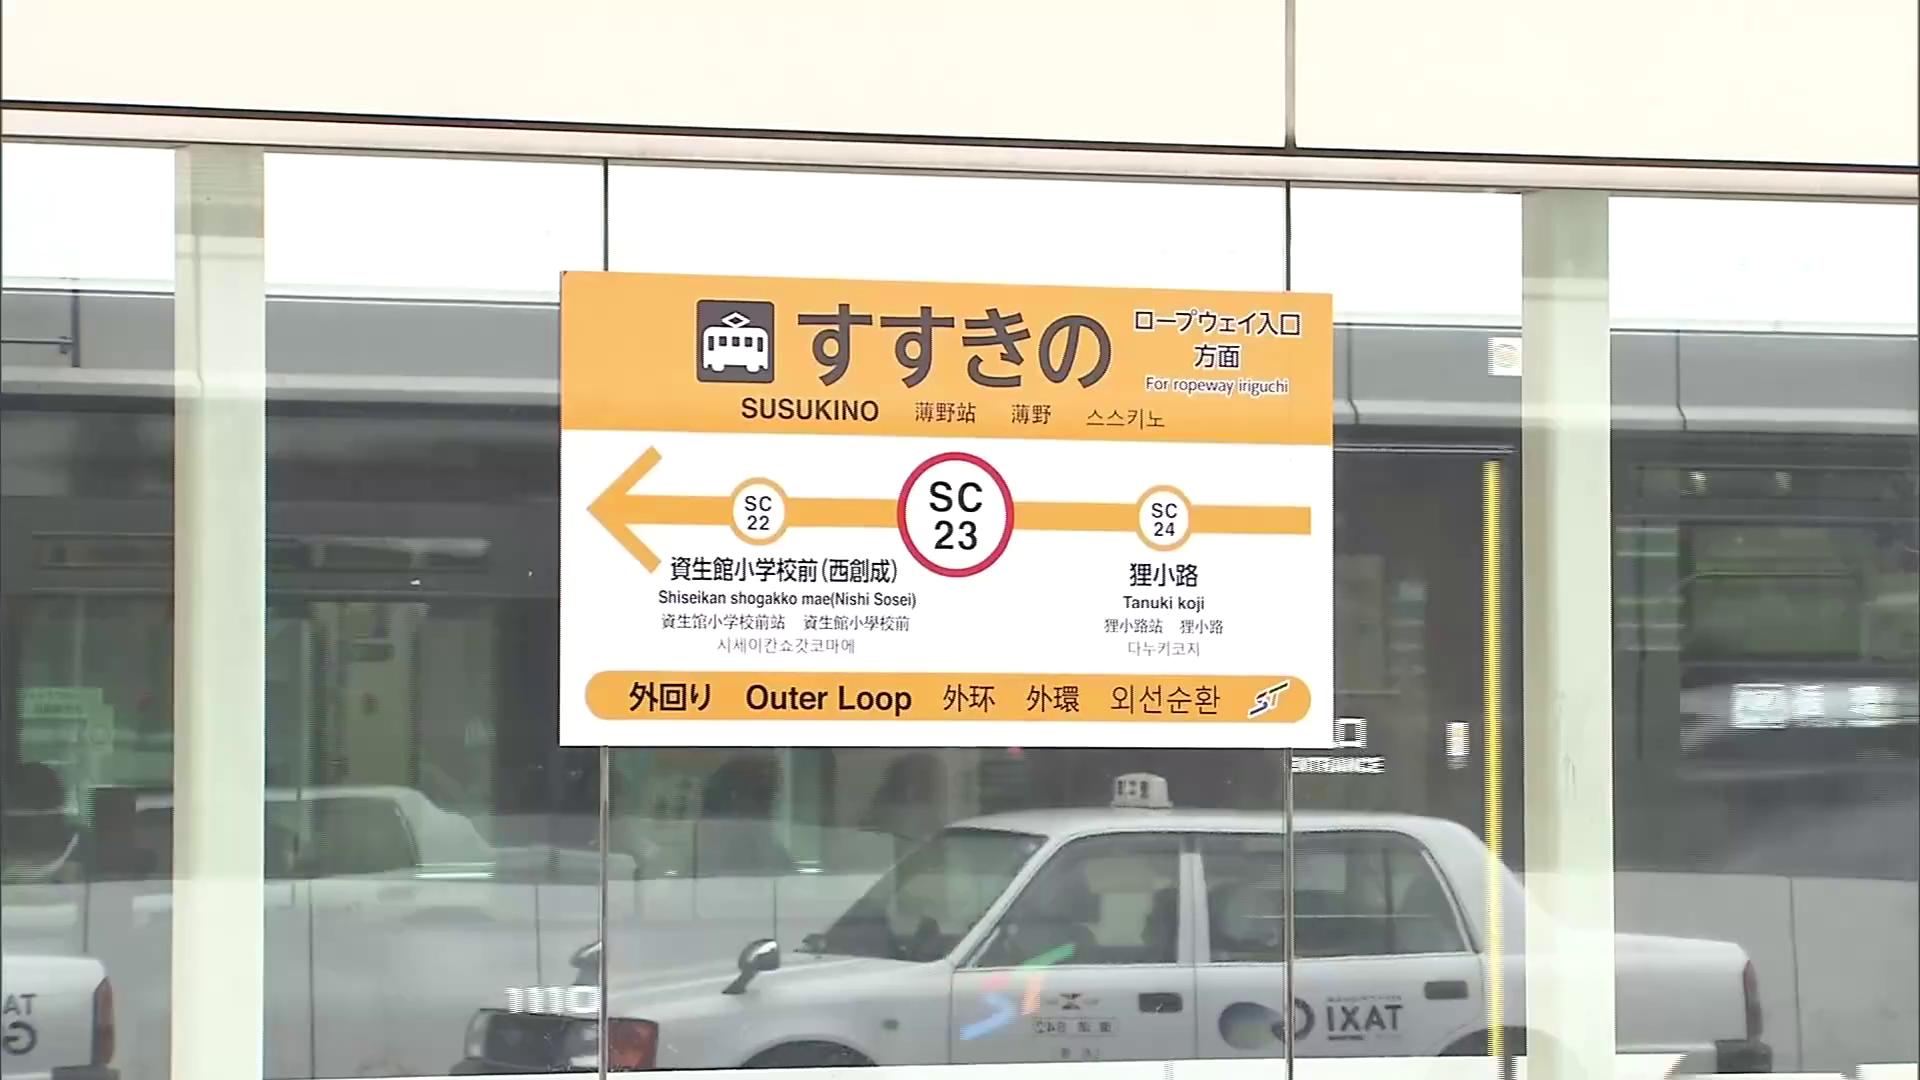 すすきの
ロープウェイ入口
方面
For ropeway iriguchi
SUSUKINO 薄野站 薄野 스스키노
SC
22
SC
23
SC
24
資生館小学校前(西創成)
Shiseikan shogakko mae(Nishi Sosei)
资生馆小学校前站 資生館小學校前
시세이칸쇼갓코마에
狸小路
Tanuki koji
狸小路站 狸小路
다누키코지
外回り Outer Loop 外环 外環 외선순환 ST
ENTRANCE
1110
TAXI